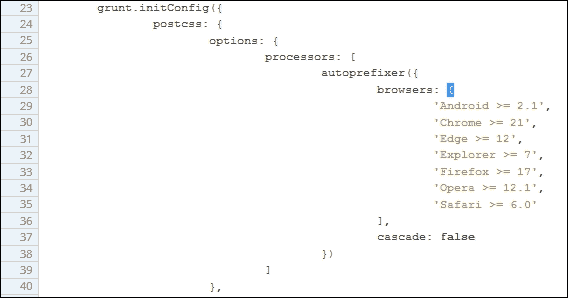 23 grunt.initConfig({
24 postcss: {
25 options: {
26 processors: [
27 autoprefixer({
28 browsers: [
29 'Android >= 2.1',
30 'Chrome >= 21',
31 'Edge >= 12',
32 'Explorer >= 7',
33 'Firefox >= 17',
34 'Opera >= 12.1',
35 'Safari >= 6.0'
36 ],
37 cascade: false
38 })
39 ]
40 },